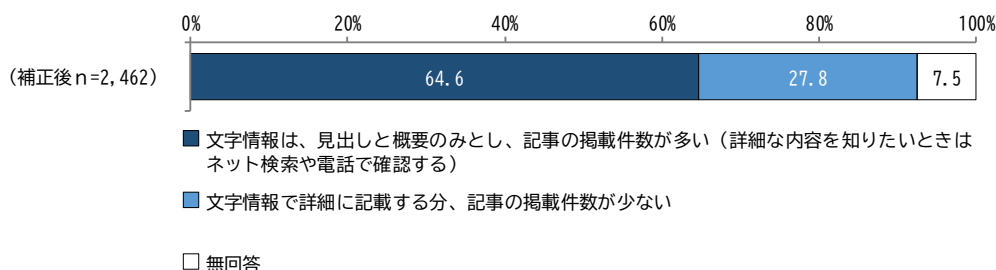 0% 20% 40% 60% 80% 100%
(補正後n=2,462) 64.6 27.8 7.5
文字情報は、見出しと概要のみとし、記事の掲載件数が多い（詳細な内容を知りたいときは
ネット検索や電話で確認する）
文字情報で詳細に記載する分、記事の掲載件数が少ない
無回答